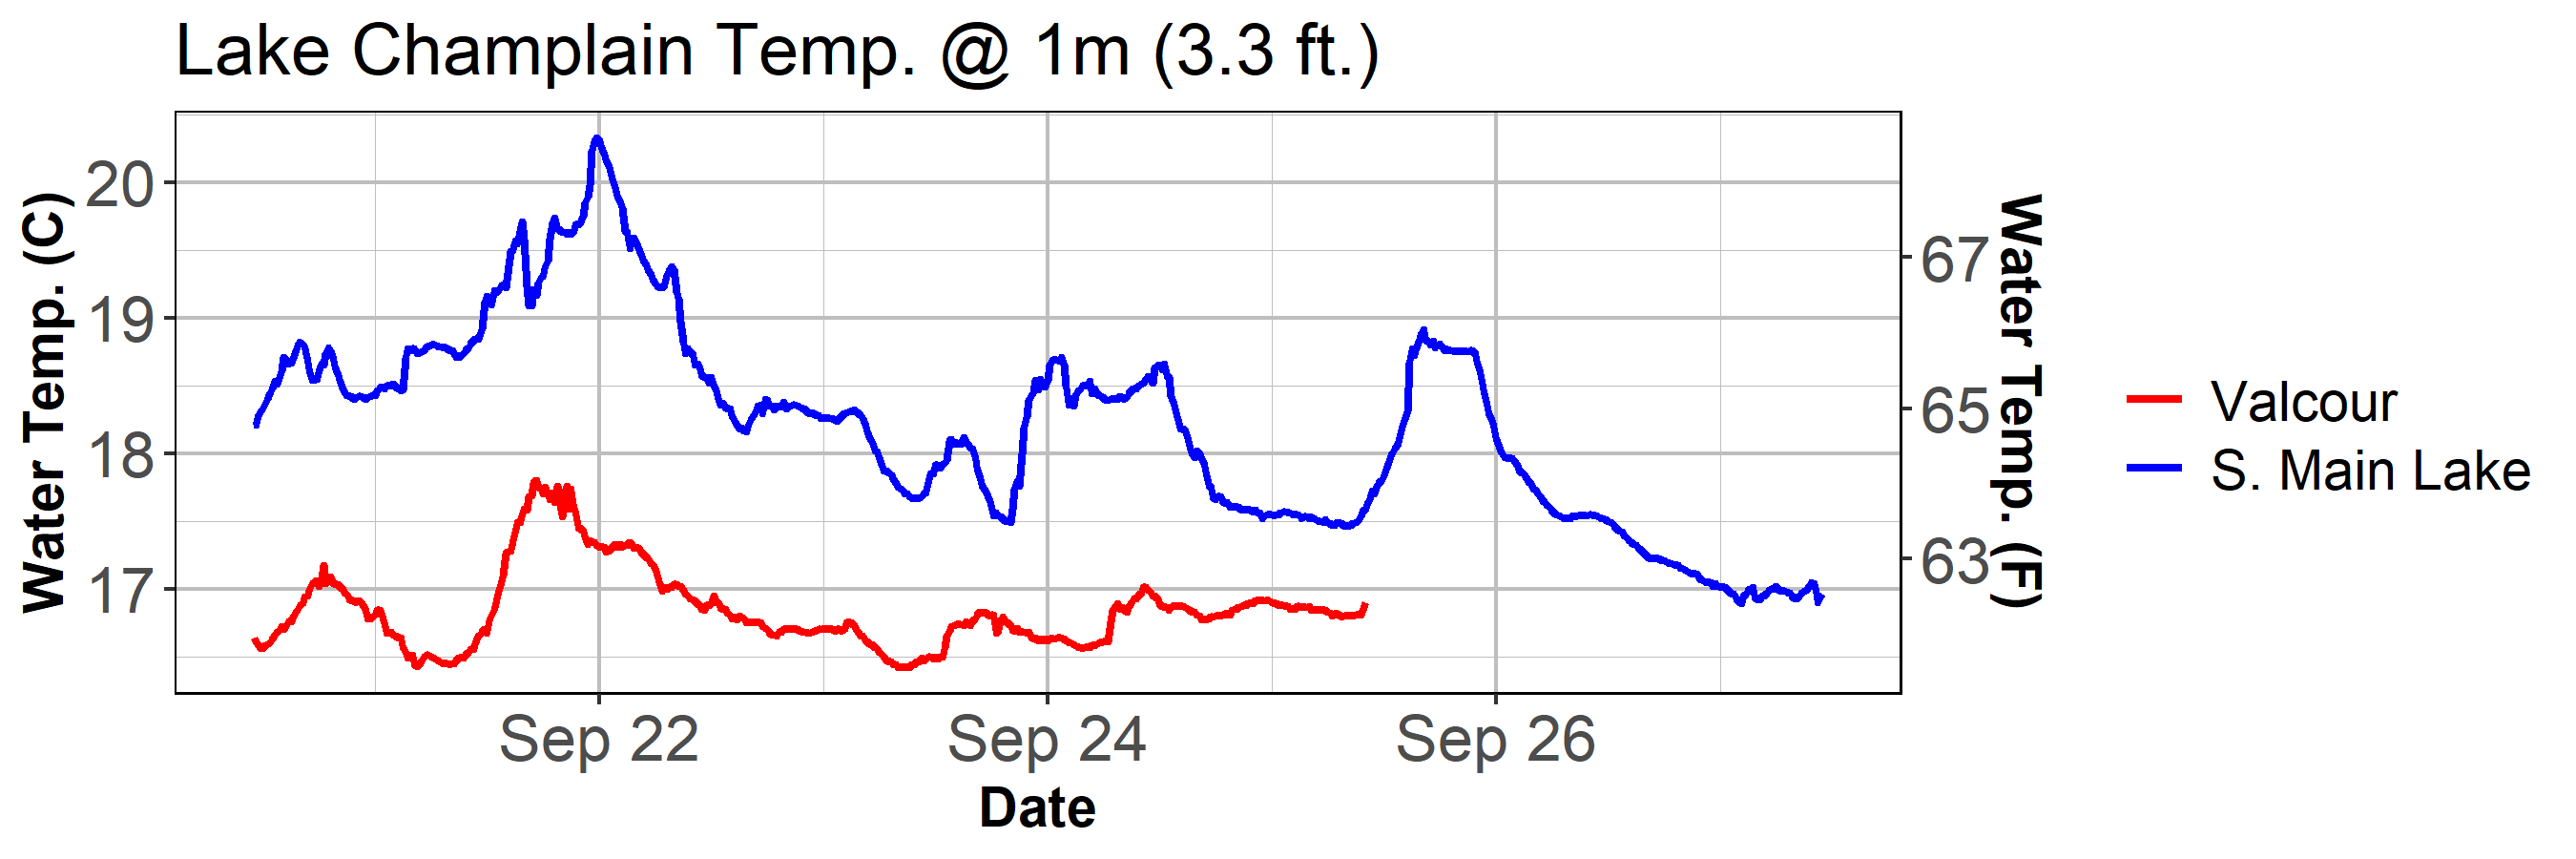 Lake Champlain Temp. @ 1m (3.3 ft.)
Water Temp. (C)
20
19
18
17
67
65
63
Water Temp. (F)
Sep 22
Sep 24
Sep 26
Date
Valcour
S. Main Lake